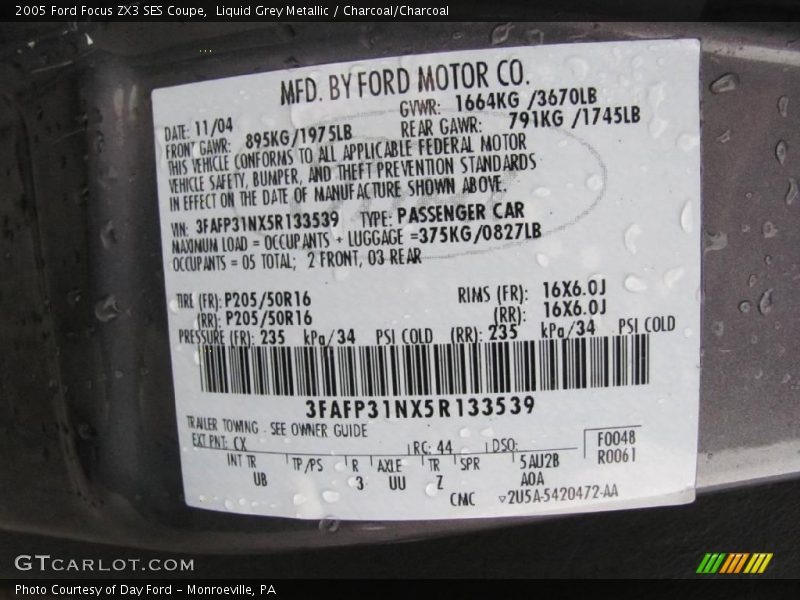 2005 Ford Focus ZX3 SES Coupe, Liquid Grey Metallic / Charcoal/Charcoal
MFD. BY FORD MOTOR CO.
DATE: 11/04 GVWR: 1664KG /3670LB
FRONT GAWR: 895KG/1975LB REAR GAWR: 791KG /1745LB
THIS VEHICLE CONFORMS TO ALL APPLICABLE FEDERAL MOTOR
VEHICLE SAFETY, BUMPER, AND THEFT PREVENTION STANDARDS
IN EFFECT ON THE DATE OF MANUFACTURE SHOWN ABOVE.
VIN: 3FAFP31NX5R133539 TYPE: PASSENGER CAR
MAXIMUM LOAD = OCCUPANTS + LUGGAGE =375KG/0827LB
OCCUPANTS = 05 TOTAL; 2 FRONT, 03 REAR
TIRE (FR): P205/50R16 RIMS (FR): 16X6.0J
(RR): P205/50R16 (RR): 16X6.0J
PRESSURE (FR): 235 kPa/34 PSI COLD (RR): 235 kPa/34 PSI COLD
3FAFP31NX5R133539
TRAILER TOWING - SEE OWNER GUIDE
EXT PNT: CX RC: 44 DSO: F0048
R0061
INT TR TP/PS R AXLE TR SPR 5AU2B
UB 3 UU Z AOA
CMC ▿2U5A-5420472-AA
GTCARLOT.COM
Photo Courtesy of Day Ford - Monroeville, PA